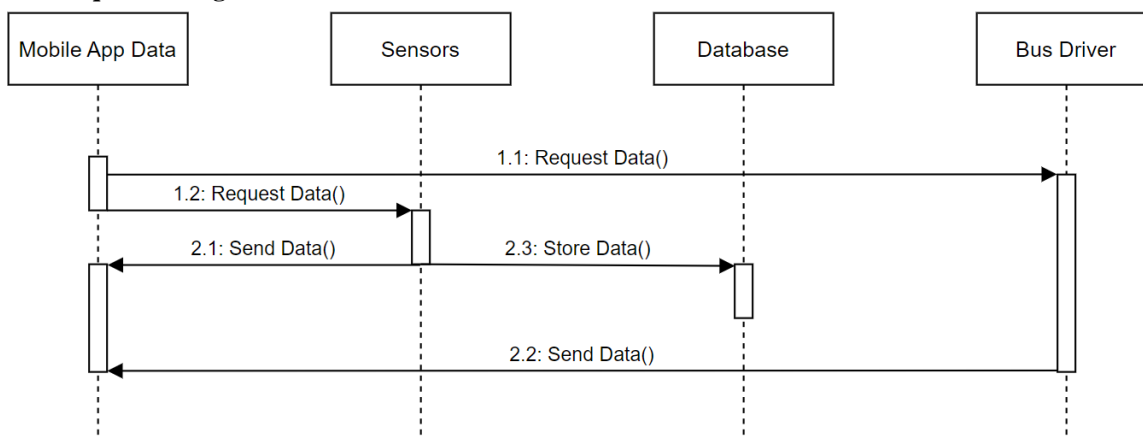 Mobile App Data
Sensors
Database
Bus Driver
1.1: Request Data()
1.2: Request Data()
2.1: Send Data()
2.3: Store Data()
2.2: Send Data()